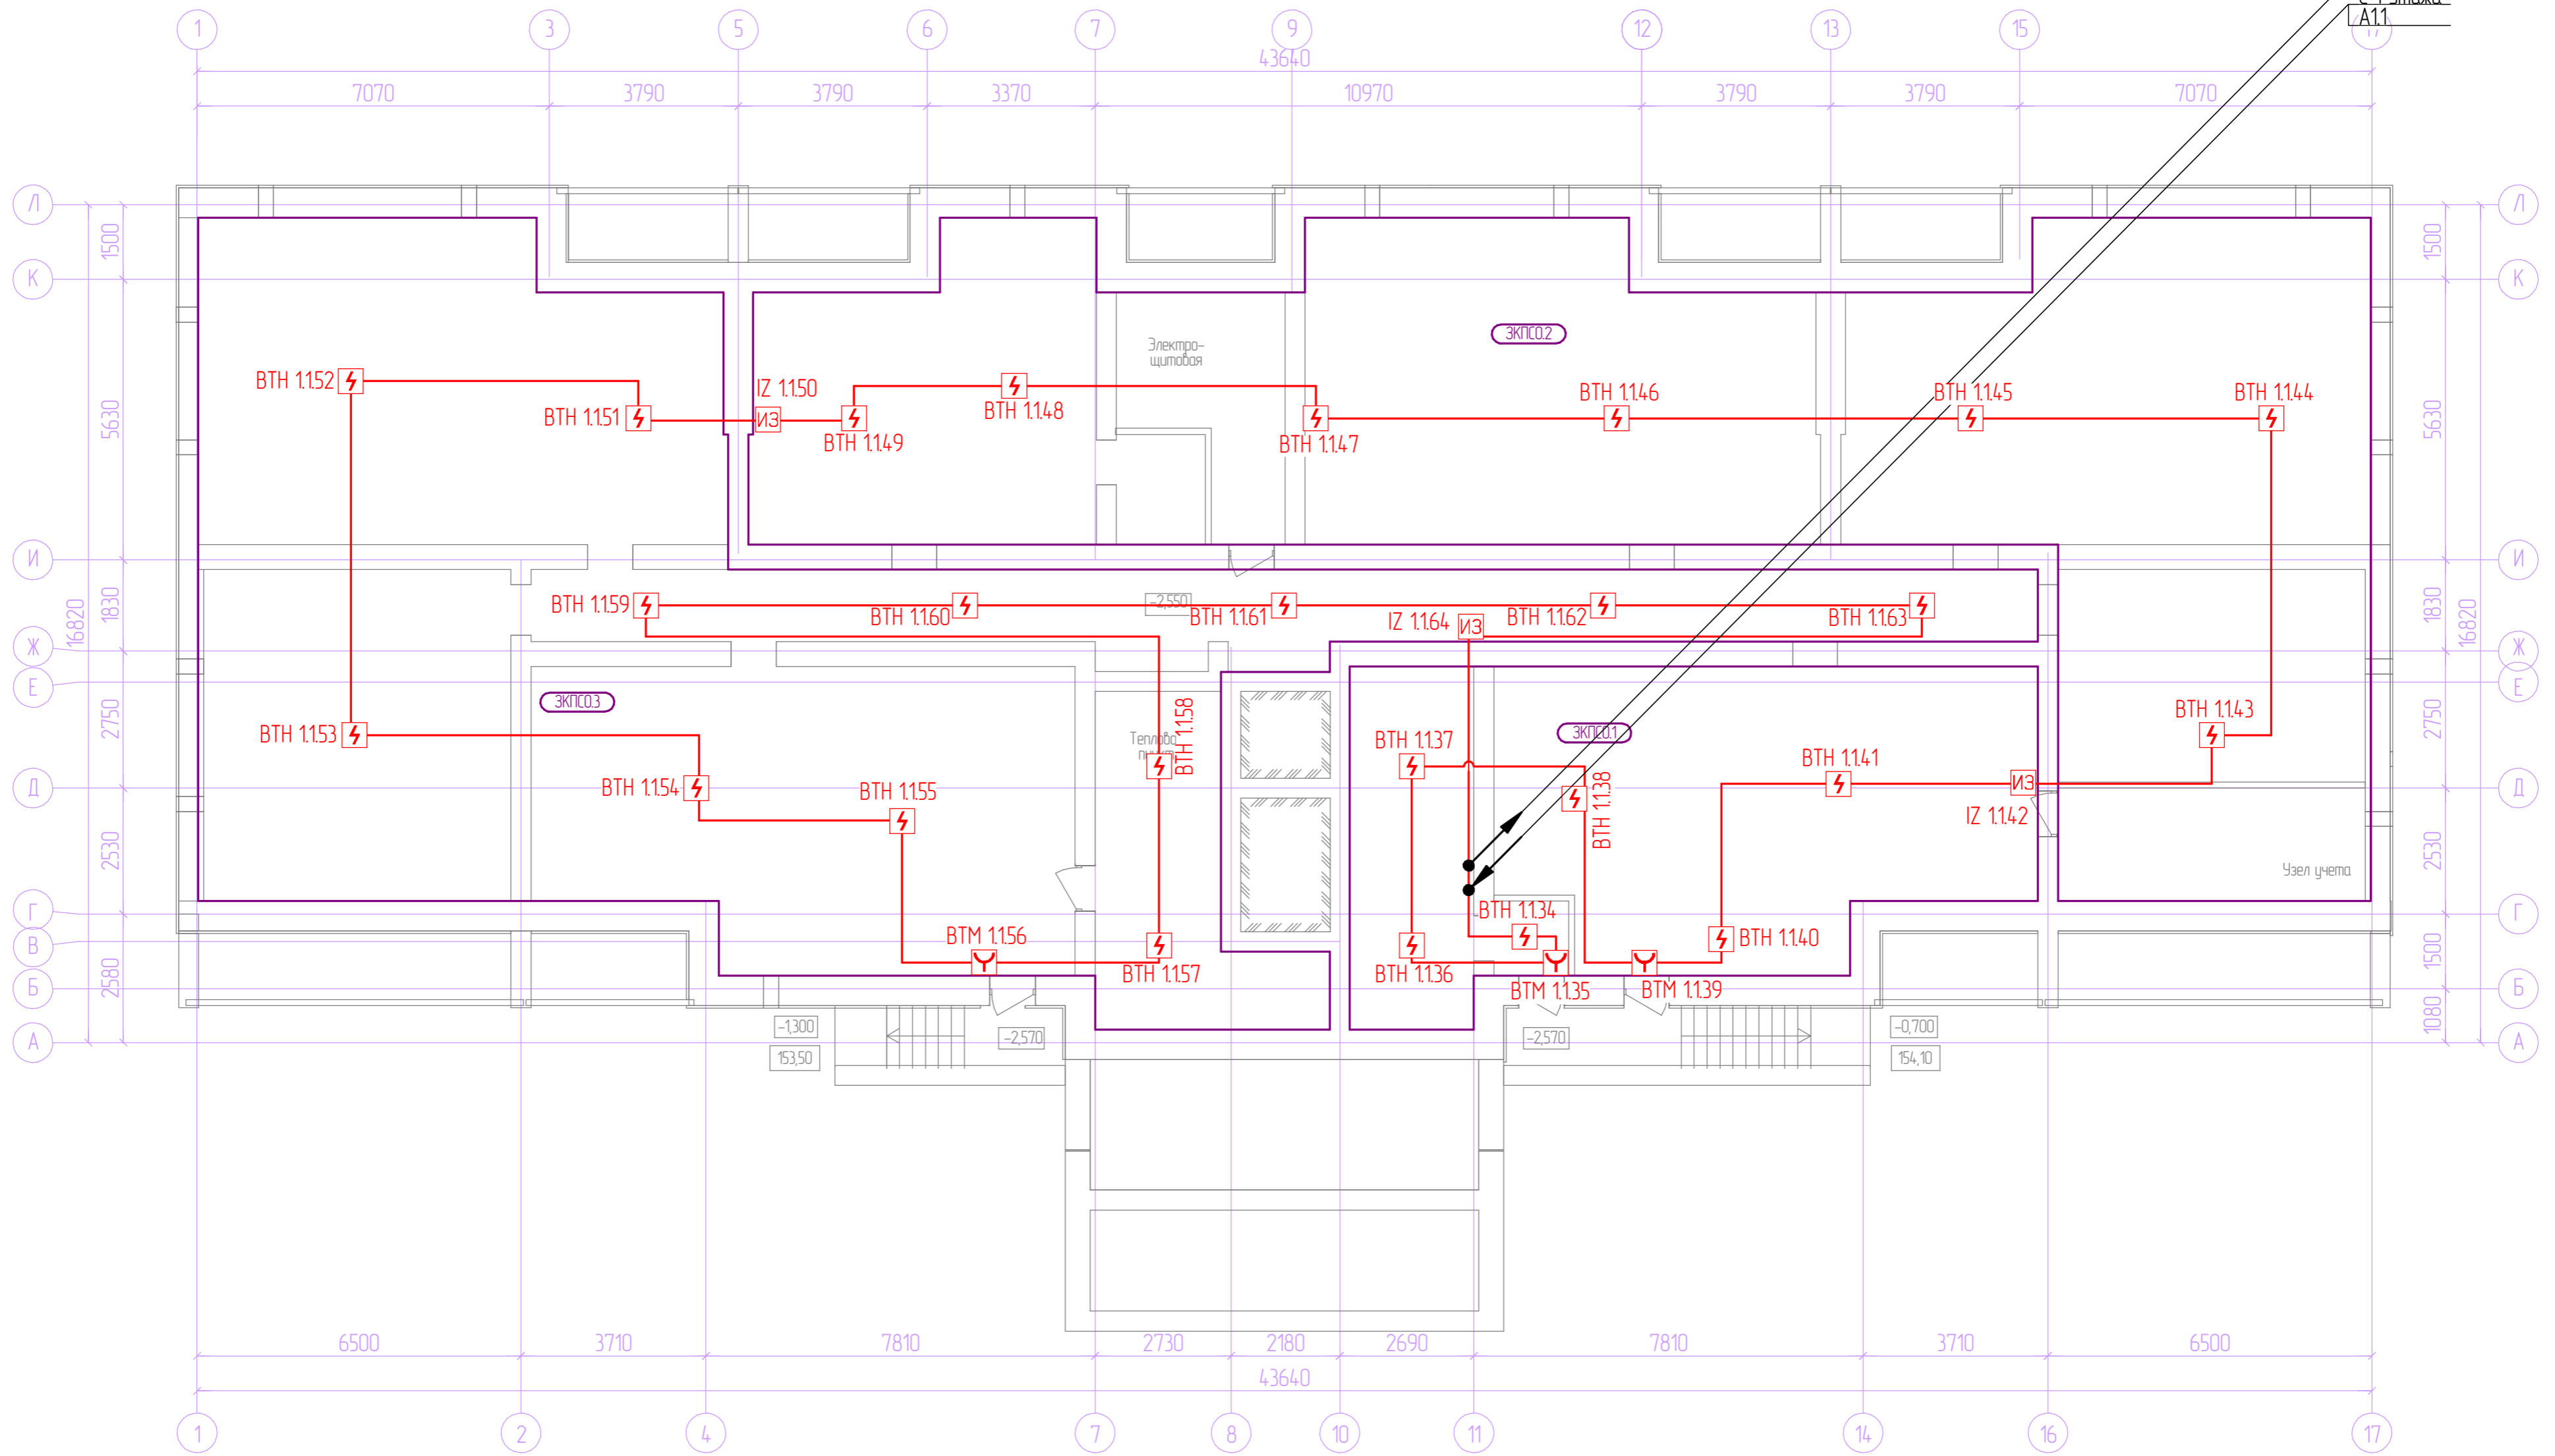 с 1 этажа
А1.1
1
3
5
6
7
9
12
13
15
17
43640
7070
3790
3790
3370
10970
3790
3790
7070
Л
Л
1500
1500
К
К
ЗКПСО.2
Электро-
щитовая
ВТН 1.1.52
IZ 1.1.50
ИЗ
ВТН 1.1.51
ВТН 1.1.49
ВТН 1.1.48
ВТН 1.1.47
ВТН 1.1.46
ВТН 1.1.45
ВТН 1.1.44
5630
5630
И
И
16820
1830
1830
16820
ВТН 1.1.59
ВТН 1.1.60
-2,550
ВТН 1.1.61
IZ 1.1.64
ИЗ
ВТН 1.1.62
ВТН 1.1.63
Ж
Ж
Е
Е
ЗКПСО.3
2750
2750
ВТН 1.1.53
ВТН 1.1.58
ВТН 1.1.37
ЗКПСО.1
ВТН 1.1.43
ВТН 1.1.41
ИЗ
IZ 1.1.42
Д
Д
ВТН 1.1.54
ВТН 1.1.55
ВТН 1.1.38
2530
2530
Узел учета
Г
Г
ВТН 1.1.34
В
ВТМ 1.1.56
ВТН 1.1.57
ВТН 1.1.36
ВТМ 1.1.35
ВТМ 1.1.39
ВТН 1.1.40
2580
1500
Б
Б
1080
-1,300
-2,570
-2,570
-0,700
А
А
153,50
154,10
6500
3710
7810
2730
2180
2690
7810
3710
6500
43640
1
2
4
7
8
10
11
14
16
17